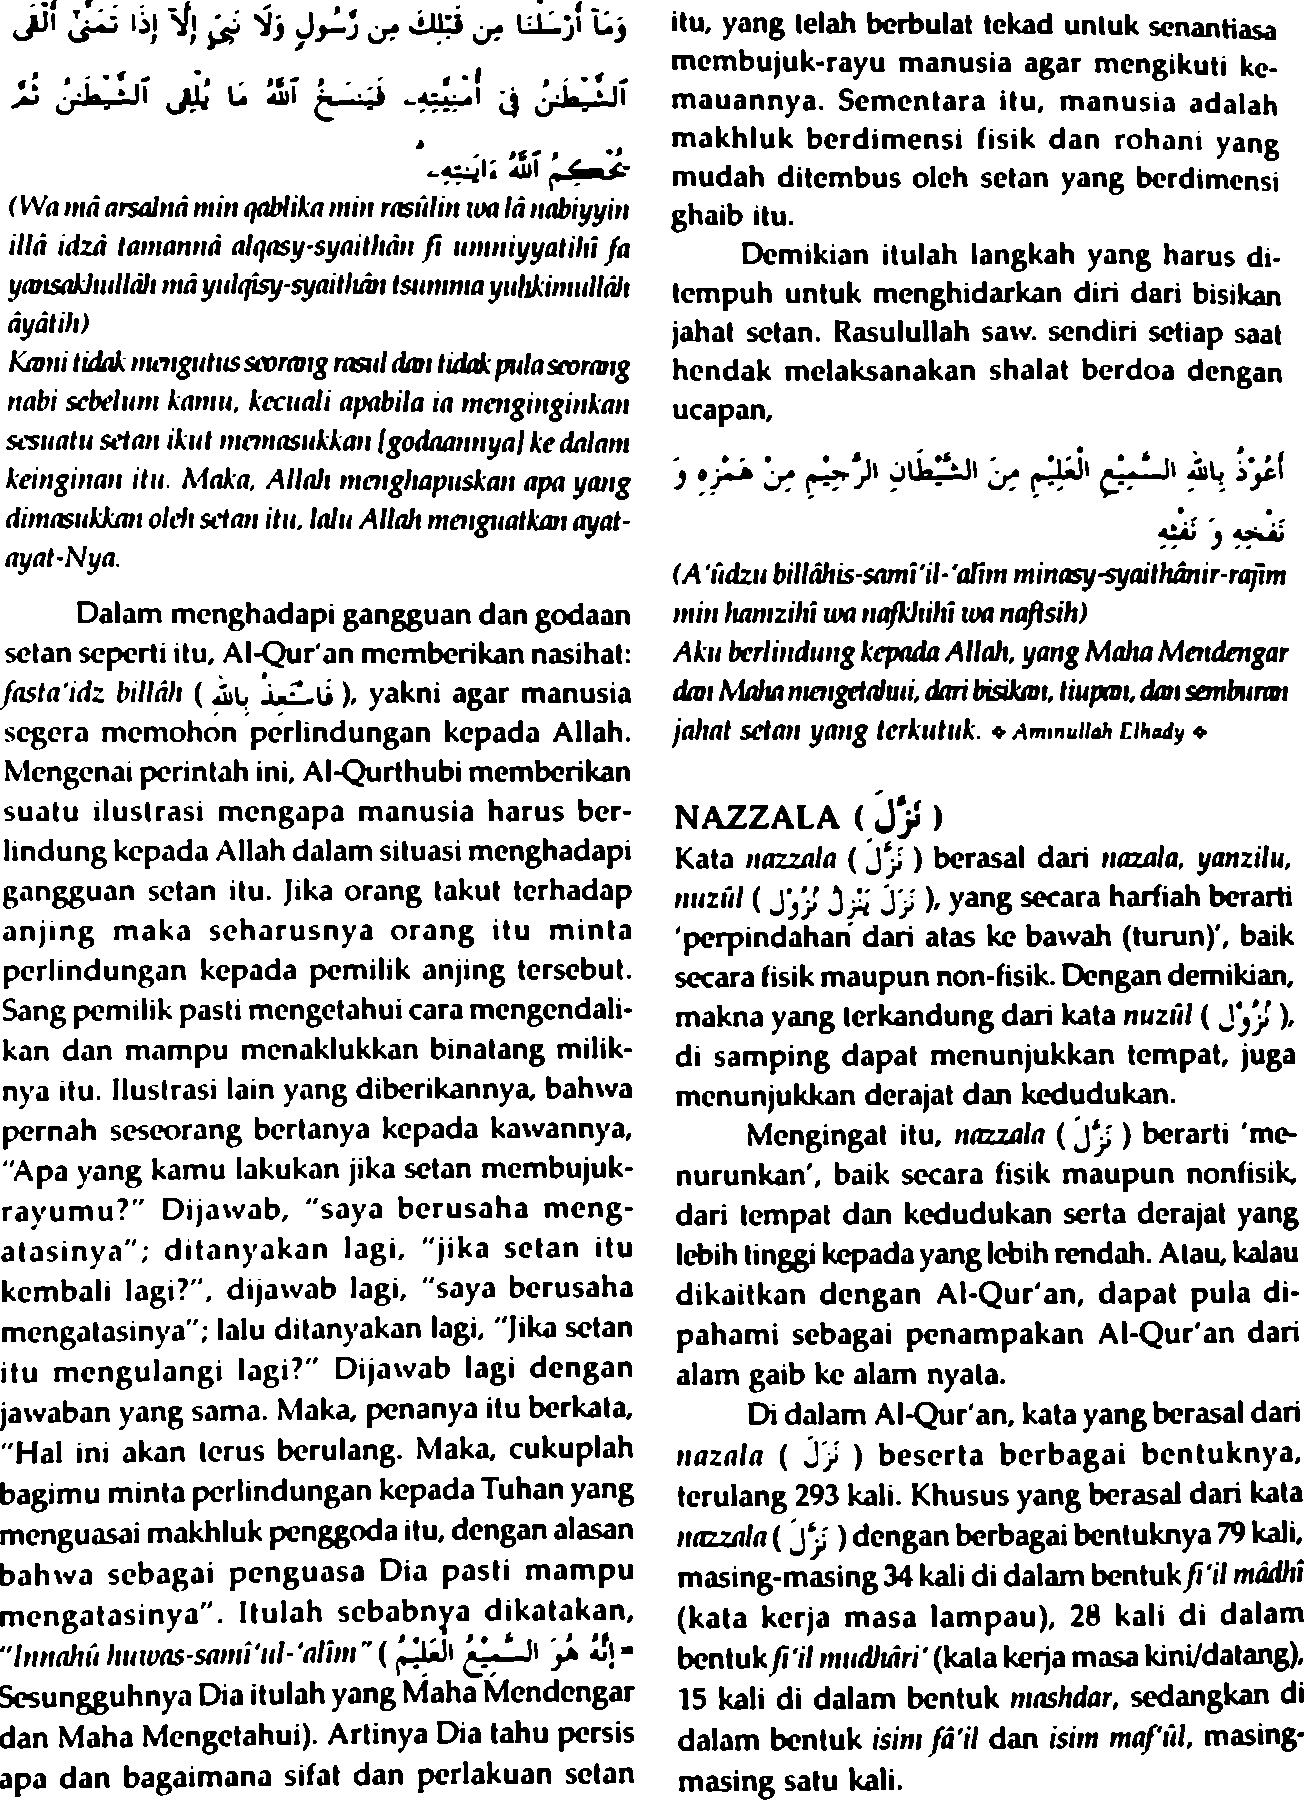 وَمَآ أَرْسَلْنَا مِن قَبْلِكَ مِن رَّسُولٍ وَلَا نَبِىٍّ إِلَّآ إِذَا تَمَنَّىٰٓ أَلْقَى
ٱلشَّيْطَٰنُ فِىٓ أُمْنِيَّتِهِۦ فَيَنسَخُ ٱللَّهُ مَا يُلْقِى ٱلشَّيْطَٰنُ ثُمَّ
يُحْكِمُ ٱللَّهُ ءَايَٰتِهِۦ ۗ
(Wa mâ arsalnâ min qablika min rasûlin wa lâ nabiyyin
illâ idzâ tamannâ alqasy-syaithân fî umniyyatihî fa
yansakhullâh mâ yulqîsy-syaithân tsumma yuhkimullâh
âyâtih)
Kami tidak mengutus seorang rasul dan tidak pula seorang
nabi sebelum kamu, kecuali apabila ia menginginkan
sesuatu setan ikut memasukkan [godaannya] ke dalam
keinginan itu. Maka, Allah menghapuskan apa yang
dimasukkan oleh setan itu, lalu Allah menguatkan ayat-
ayat-Nya.
Dalam menghadapi gangguan dan godaan
setan seperti itu, Al-Qur'an memberikan nasihat:
fasta'idz billâh ( فَاسْتَعِذْ بِاللهِ ), yakni agar manusia
segera memohon perlindungan kepada Allah.
Mengenai perintah ini, Al-Qurthubi memberikan
suatu ilustrasi mengapa manusia harus ber-
lindung kepada Allah dalam situasi menghadapi
gangguan setan itu. Jika orang takut terhadap
anjing maka seharusnya orang itu minta
perlindungan kepada pemilik anjing tersebut.
Sang pemilik pasti mengetahui cara mengendali-
kan dan mampu menaklukkan binatang milik-
nya itu. Ilustrasi lain yang diberikannya, bahwa
pernah seseorang bertanya kepada kawannya,
"Apa yang kamu lakukan jika setan membujuk-
rayumu?" Dijawab, "saya berusaha meng-
atasinya"; ditanyakan lagi, "jika setan itu
kembali lagi?", dijawab lagi, "saya berusaha
mengatasinya"; lalu ditanyakan lagi, "Jika setan
itu mengulangi lagi?" Dijawab lagi dengan
jawaban yang sama. Maka, penanya itu berkata,
"Hal ini akan terus berulang. Maka, cukuplah
bagimu minta perlindungan kepada Tuhan yang
menguasai makhluk penggoda itu, dengan alasan
bahwa sebagai penguasa Dia pasti mampu
mengatasinya". Itulah sebabnya dikatakan,
"Innahû huwas-samî'ul-'alîm" ( إِنَّهُ هُوَ السَّمِيْعُ الْعَلِيْمُ =
Sesungguhnya Dia itulah yang Maha Mendengar
dan Maha Mengetahui). Artinya Dia tahu persis
apa dan bagaimana sifat dan perlakuan setan
itu, yang telah berbulat tekad untuk senantiasa
membujuk-rayu manusia agar mengikuti ke-
mauannya. Sementara itu, manusia adalah
makhluk berdimensi fisik dan rohani yang
mudah ditembus oleh setan yang berdimensi
ghaib itu.
Demikian itulah langkah yang harus di-
tempuh untuk menghidarkan diri dari bisikan
jahat setan. Rasulullah saw. sendiri setiap saat
hendak melaksanakan shalat berdoa dengan
ucapan,
أَعُوْذُ بِاللهِ السَّمِيْعِ الْعَلِيْمِ مِنَ الشَّيْطَانِ الرَّجِيْمِ مِنْ هَمْزِهِ وَ
نَفْخِهِ وَ نَفْثِهِ
(A'ûdzu billâhis-samî'il-'alîm minasy-syaithânir-rajîm
min hamzihî wa nafkhihî wa naftsih)
Aku berlindung kepada Allah, yang Maha Mendengar
dan Maha mengetahui, dari bisikan, tiupan, dan semburan
jahat setan yang terkutuk. ❖ Aminullah Elhady ❖
NAZZALA ( نَزَّلَ )
Kata nazzala ( نَزَّلَ ) berasal dari nazala, yanzilu,
nuzûl ( نَزَلَ يَنْزِلُ نُزُوْل ), yang secara harfiah berarti
'perpindahan dari atas ke bawah (turun)', baik
secara fisik maupun non-fisik. Dengan demikian,
makna yang terkandung dari kata nuzûl ( نُزُوْل ),
di samping dapat menunjukkan tempat, juga
menunjukkan derajat dan kedudukan.
Mengingat itu, nazzala ( نَزَّلَ ) berarti 'me-
nurunkan', baik secara fisik maupun nonfisik,
dari tempat dan kedudukan serta derajat yang
lebih tinggi kepada yang lebih rendah. Atau, kalau
dikaitkan dengan Al-Qur'an, dapat pula di-
pahami sebagai penampakan Al-Qur'an dari
alam gaib ke alam nyata.
Di dalam Al-Qur'an, kata yang berasal dari
nazala ( نَزَلَ ) beserta berbagai bentuknya,
terulang 293 kali. Khusus yang berasal dari kata
nazzala ( نَزَّلَ ) dengan berbagai bentuknya 79 kali,
masing-masing 34 kali di dalam bentuk fi'il mâdhî
(kata kerja masa lampau), 28 kali di dalam
bentuk fi'il mudhâri' (kata kerja masa kini/datang),
15 kali di dalam bentuk mashdar, sedangkan di
dalam bentuk isim fâ'il dan isim maf'ûl, masing-
masing satu kali.